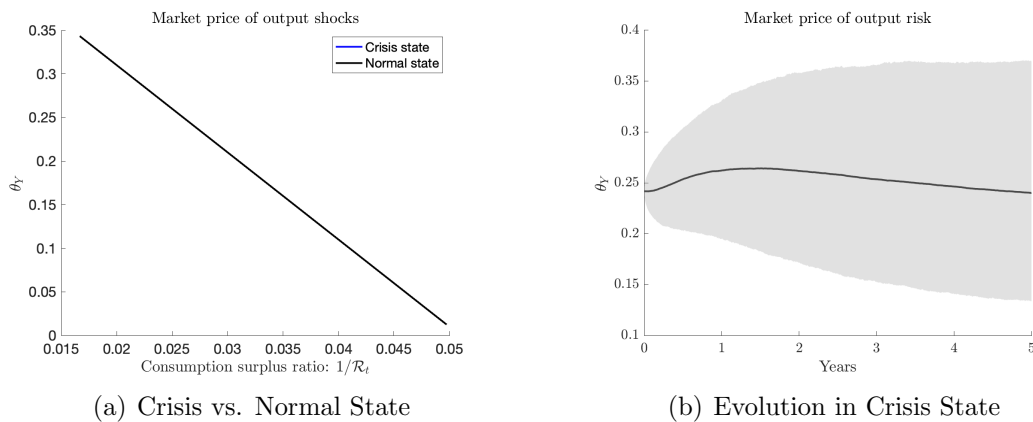 Market price of output shocks
0.35
0.3
0.25
0.2
0.15
0.1
0.05
0
θ_Y
Crisis state
Normal state
0.015 0.02 0.025 0.03 0.035 0.04 0.045 0.05
Consumption surplus ratio: 1/ℛ_t
(a) Crisis vs. Normal State
Market price of output risk
0.4
0.35
0.3
0.25
0.2
0.15
0.1
θ_Y
0 1 2 3 4 5
Years
(b) Evolution in Crisis State